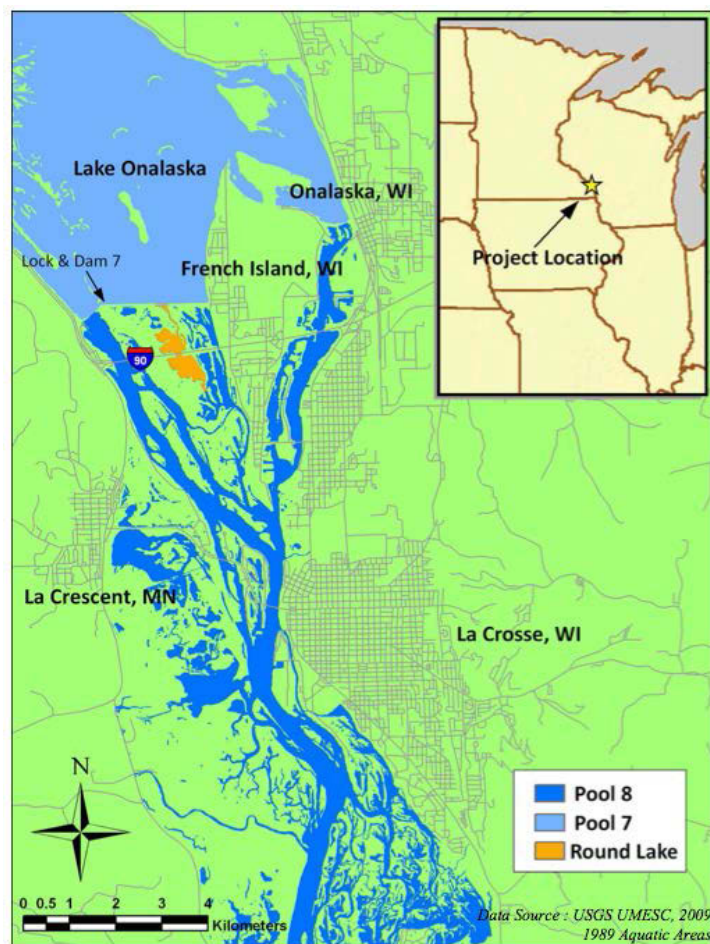 Lake Onalaska
Onalaska, WI
Project Location
Lock & Dam 7
French Island, WI
90
La Crescent, MN
La Crosse, WI
N
Pool 8
Pool 7
Round Lake
0 0.5 1 2 3 4
Kilometers
Data Source : USGS UMESC, 2009
1989 Aquatic Areas